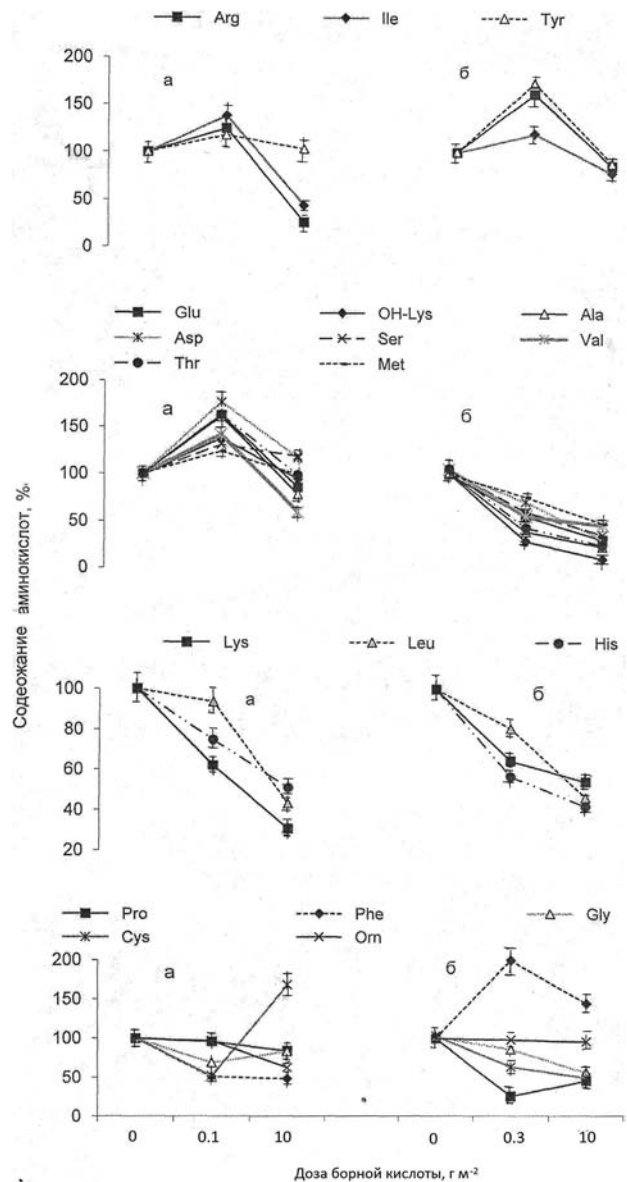 Arg Ile Tyr
200
а б
150
100
50
0
Glu OH-Lys Ala
Asp Ser Val
Thr Met
200
а б
150
100
50
0
Содеожание аминокислот, %.
Lys Leu His
100
а б
80
60
40
20
Pro Phe Gly
Cys Orn
200
а б
150
100
50
0
0 0.1 10 0 0.3 10
Доза борной кислоты, г м⁻²